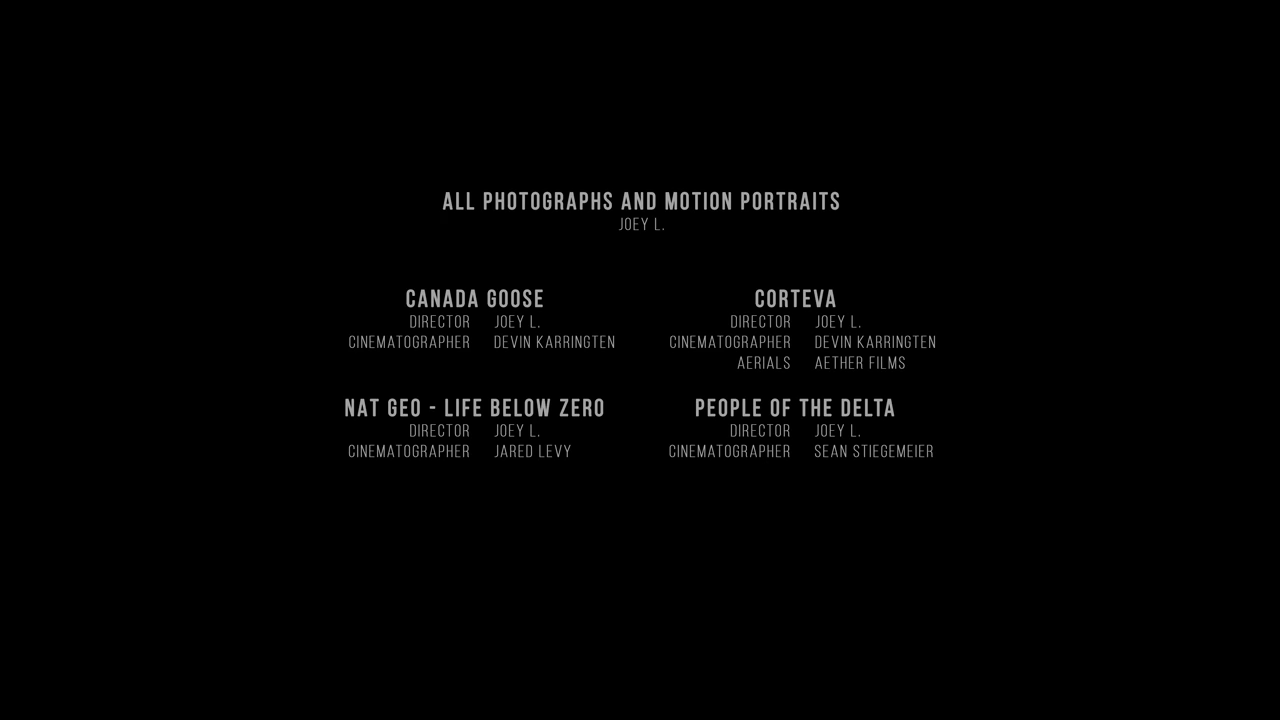 ALL PHOTOGRAPHS AND MOTION PORTRAITS
JOEY L.
CANADA GOOSE
DIRECTOR JOEY L.
CINEMATOGRAPHER DEVIN KARRINGTEN
CORTEVA
DIRECTOR JOEY L.
CINEMATOGRAPHER DEVIN KARRINGTEN
AERIALS AETHER FILMS
NAT GEO - LIFE BELOW ZERO
DIRECTOR JOEY L.
CINEMATOGRAPHER JARED LEVY
PEOPLE OF THE DELTA
DIRECTOR JOEY L.
CINEMATOGRAPHER SEAN STIEGEMEIER